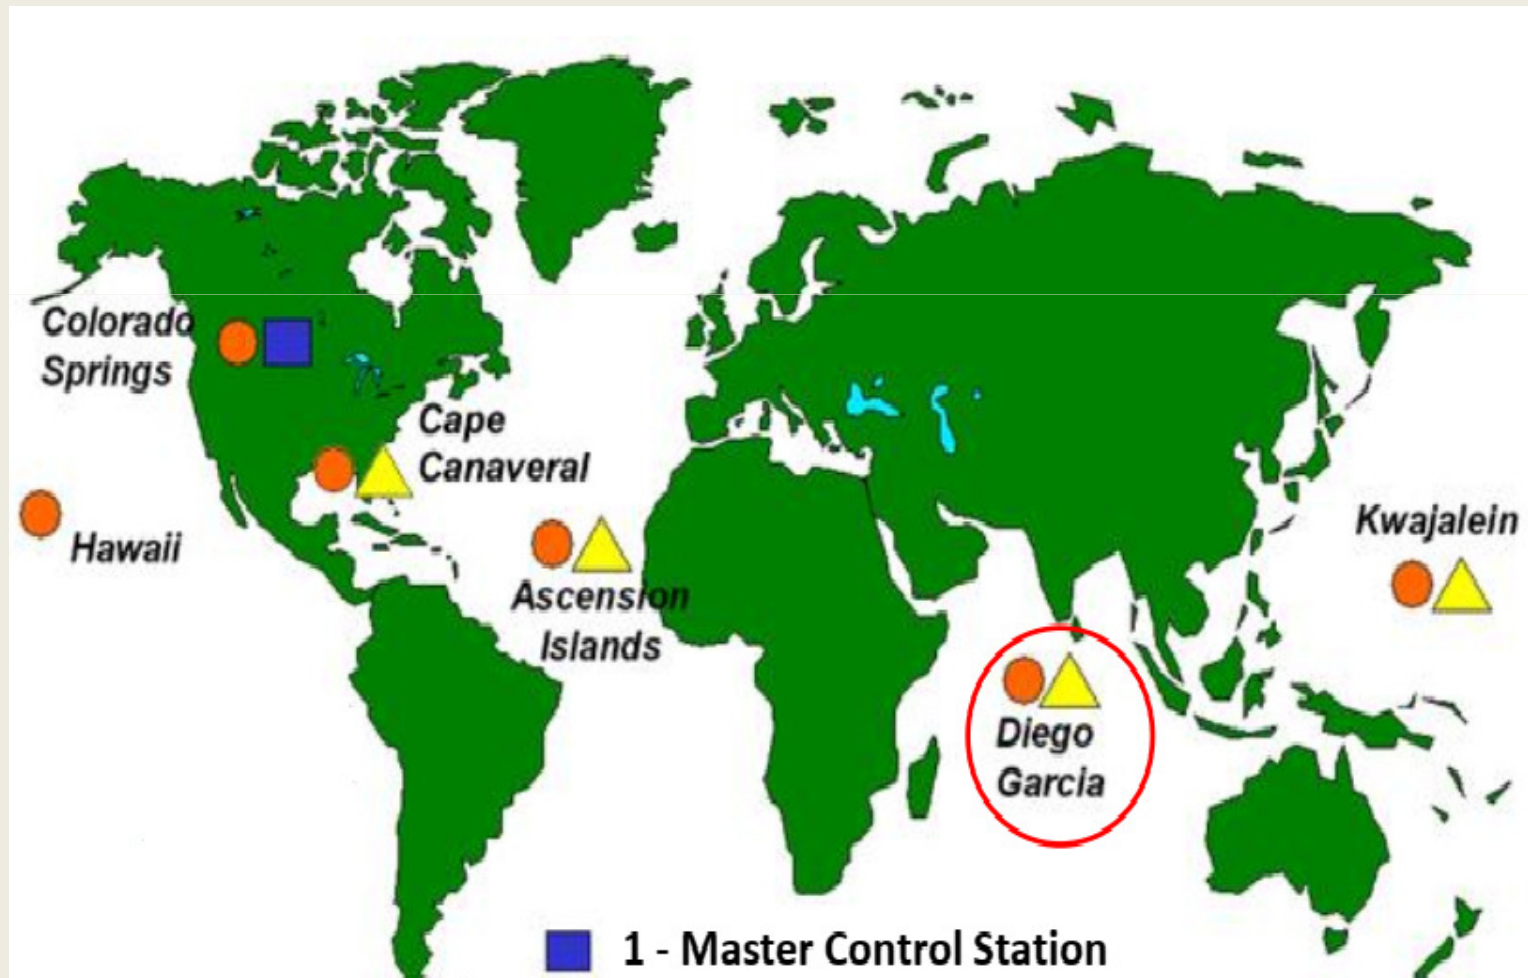 Colorado
Springs
Cape
Canaveral
Hawaii
Ascension
Islands
Kwajalein
Diego
Garcia
1 - Master Control Station